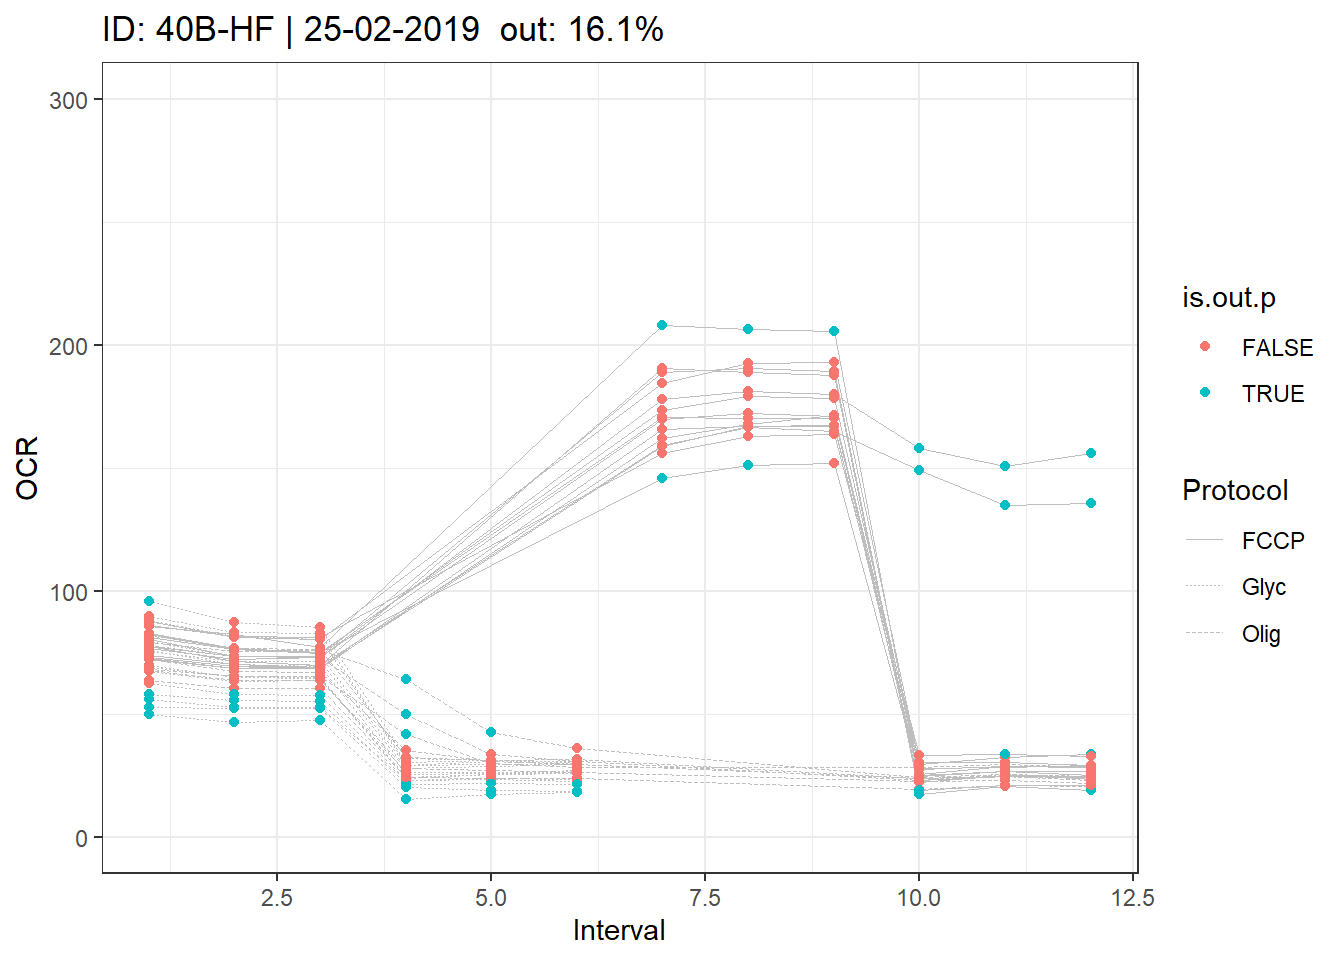 ID: 40B-HF | 25-02-2019  out: 16.1%
300
200
100
0
OCR
2.5
5.0
7.5
10.0
12.5
Interval
is.out.p
FALSE
TRUE
Protocol
FCCP
Glyc
Olig